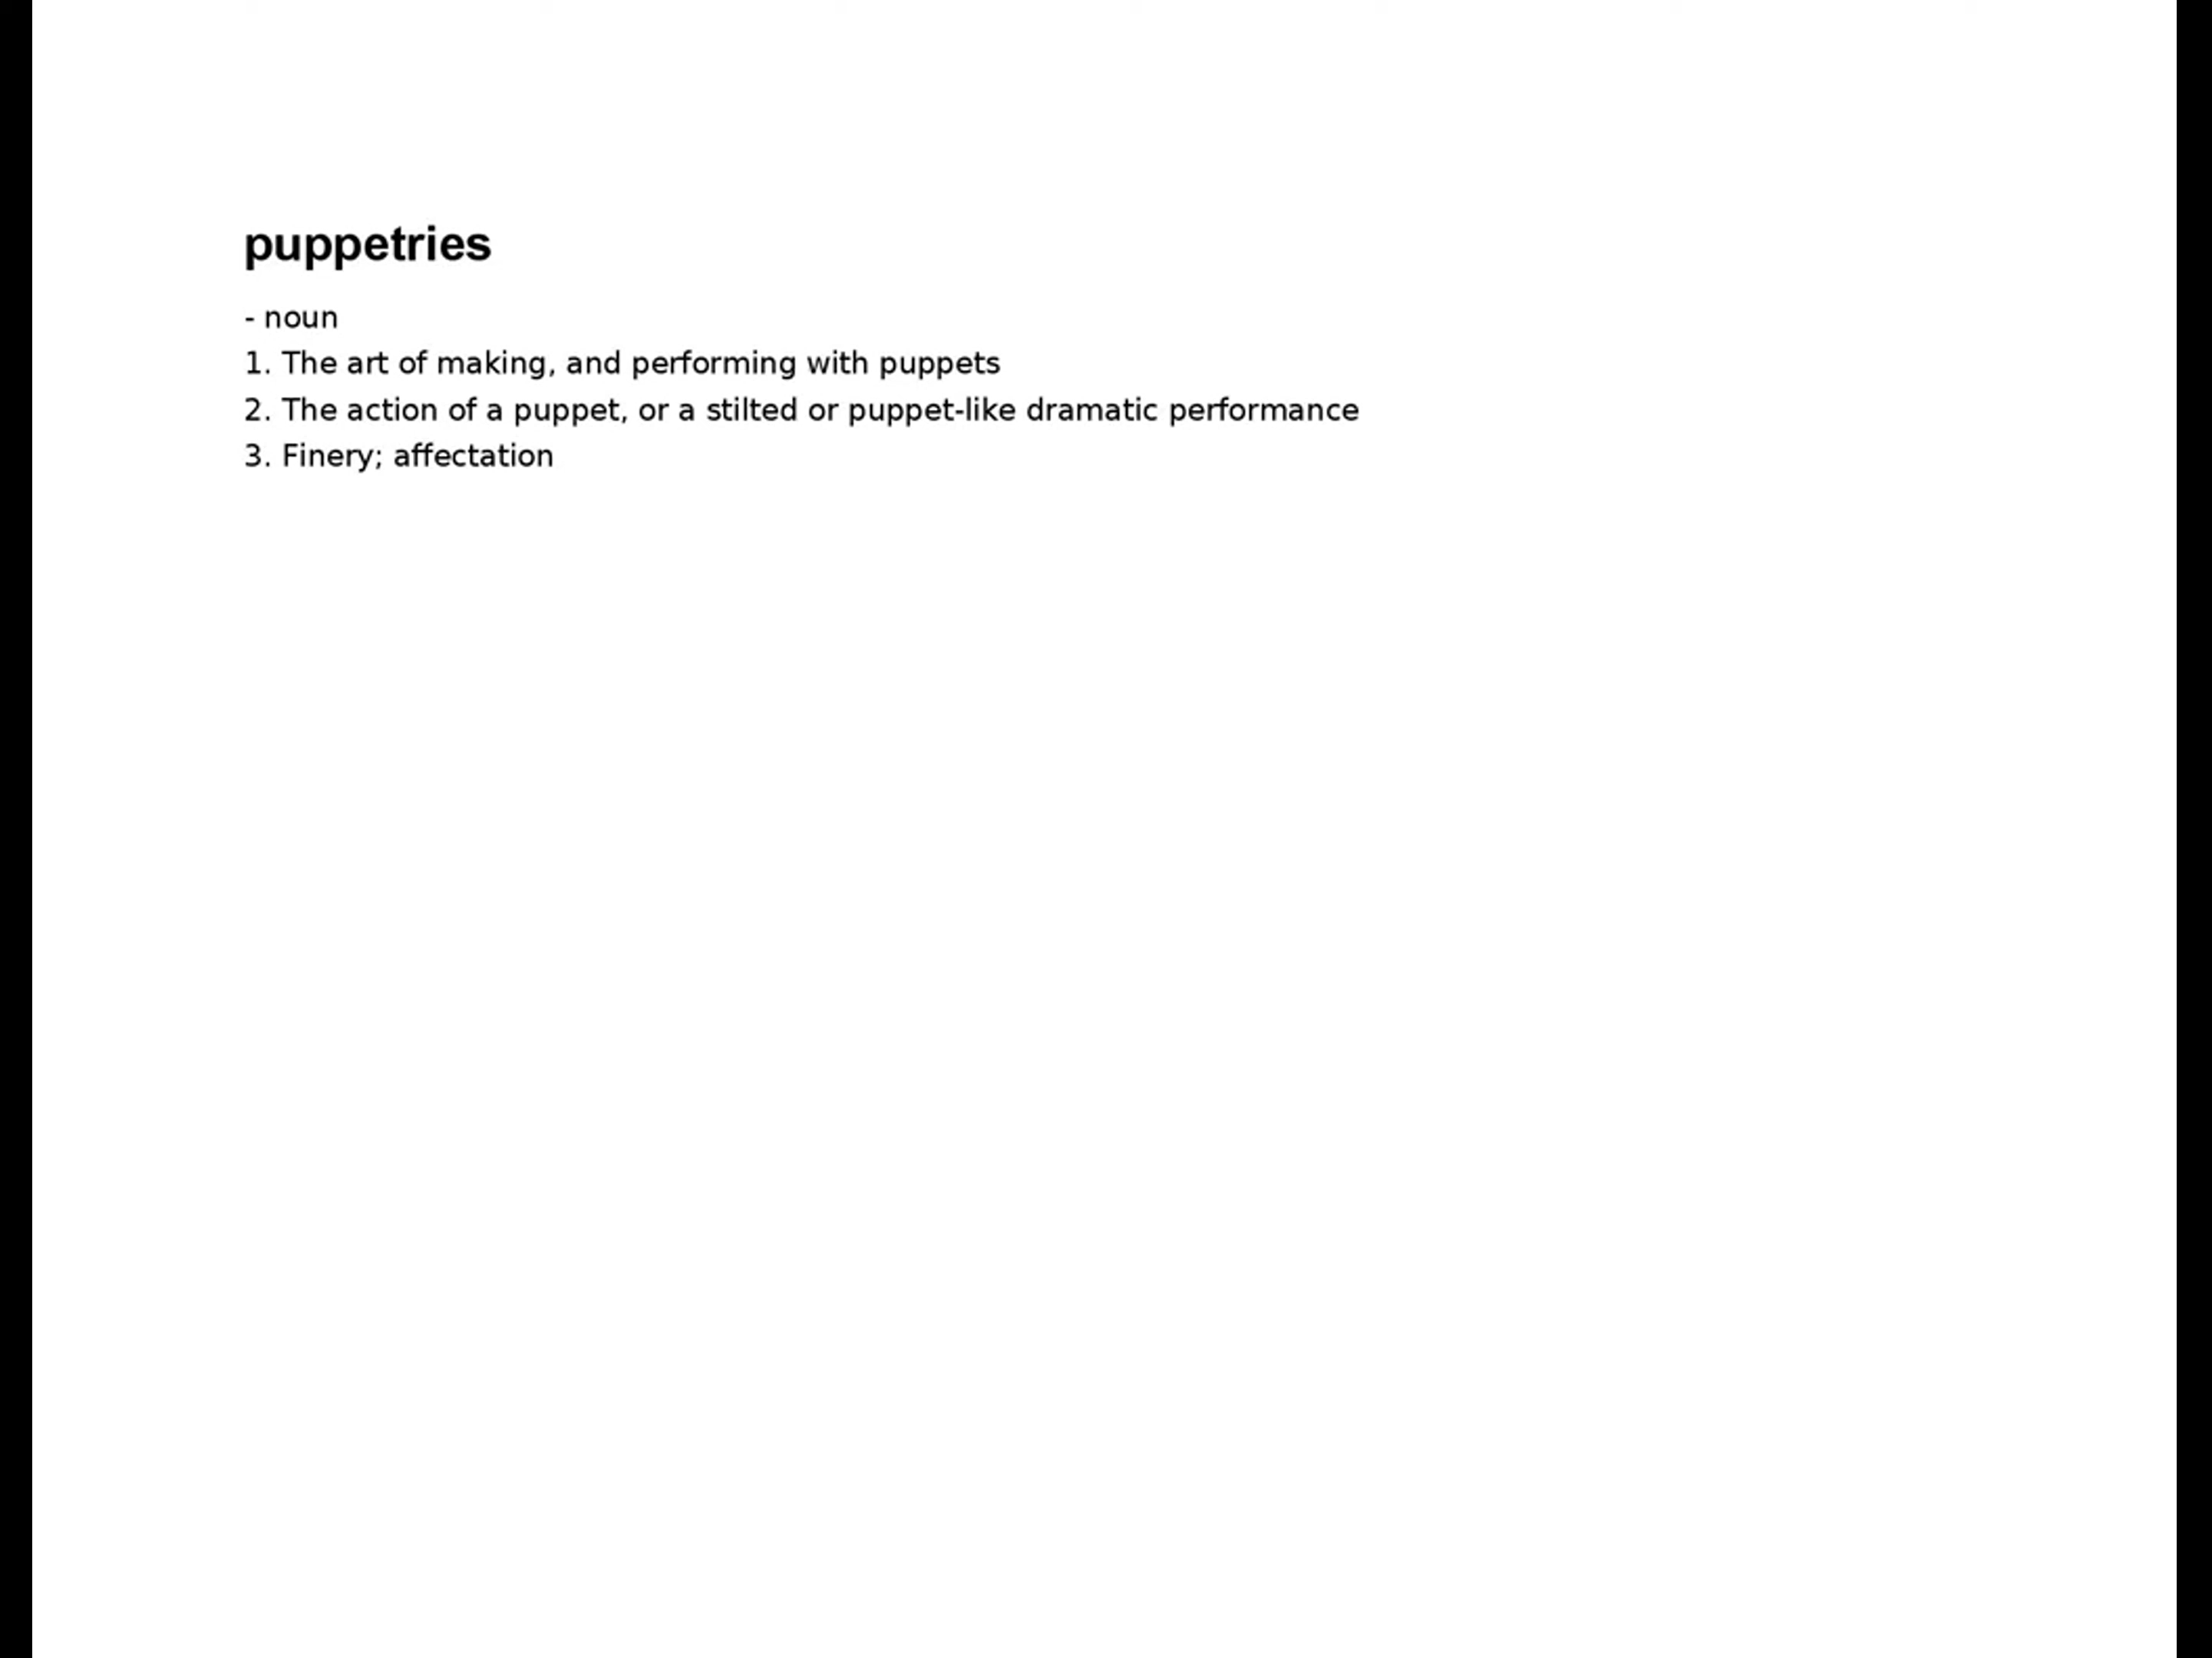 puppetries
- noun
1. The art of making, and performing with puppets
2. The action of a puppet, or a stilted or puppet-like dramatic performance
3. Finery; affectation